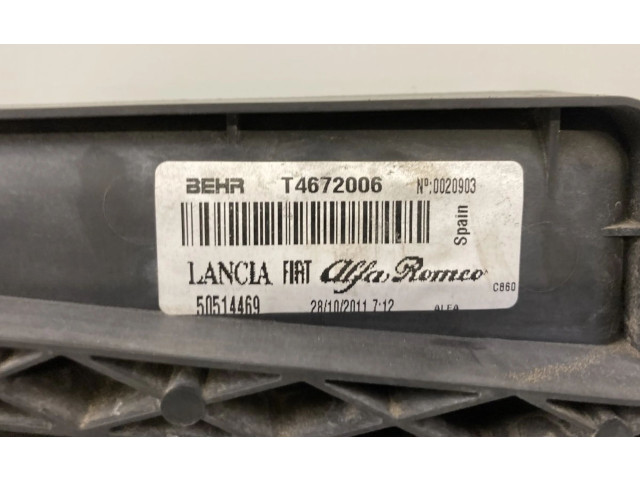 BEHR T4672006 Nº:0020903
Spain
LANCIA FIAT Alfa Romeo C860
50514469 28/10/2011 7:12